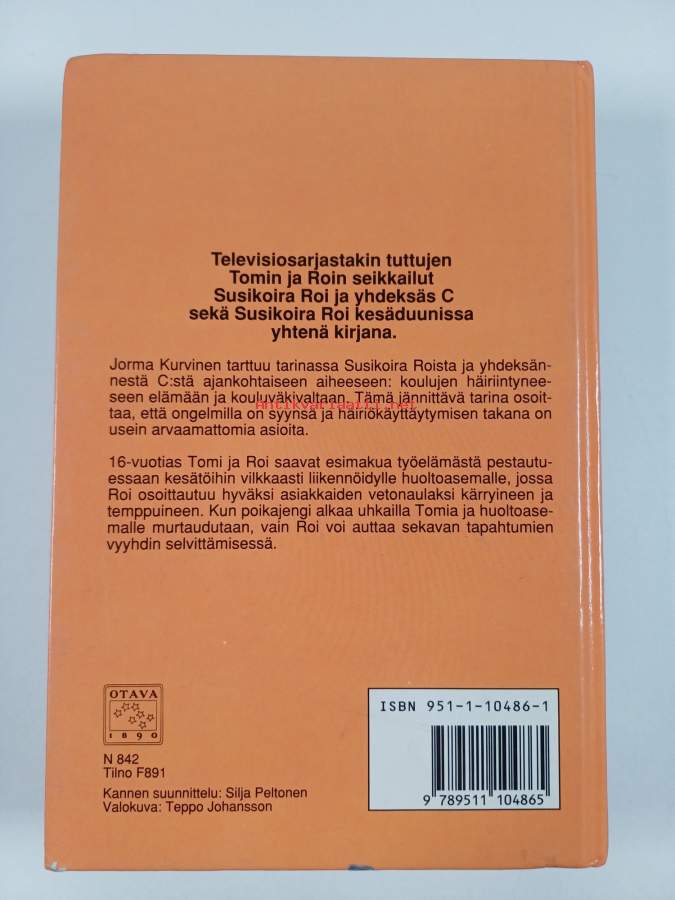 Televisiosarjastakin tuttujen
Tomin ja Roin seikkailut
Susikoira Roi ja yhdeksäs C
sekä Susikoira Roi kesäduunissa
yhtenä kirjana.
Jorma Kurvinen tarttuu tarinassa Susikoira Roista ja yhdeksän-
nestä C:stä ajankohtaiseen aiheeseen: koulujen häiriintynee-
seen elämään ja kouluväkivaltaan. Tämä jännittävä tarina osoit-
Antikvariaatti.net
taa, että ongelmilla on syynsä ja häiriökäyttäytymisen takana on
usein arvaamattomia asioita.
16-vuotias Tomi ja Roi saavat esimakua työelämästä pestautu-
essaan kesätöihin vilkkaasti liikennöidylle huoltoasemalle, jossa
Roi osoittautuu hyväksi asiakkaiden vetonaulaksi kärryineen ja
temppuineen. Kun poikajengi alkaa uhkailla Tomia ja huoltoase-
malle murtaudutaan, vain Roi voi auttaa sekavan tapahtumien
vyyhdin selvittämisessä.
OTAVA
1890
N 842
Tilno F891
Kannen suunnittelu: Silja Peltonen
Valokuva: Teppo Johansson
ISBN 951-1-10486-1
9 789511 104865